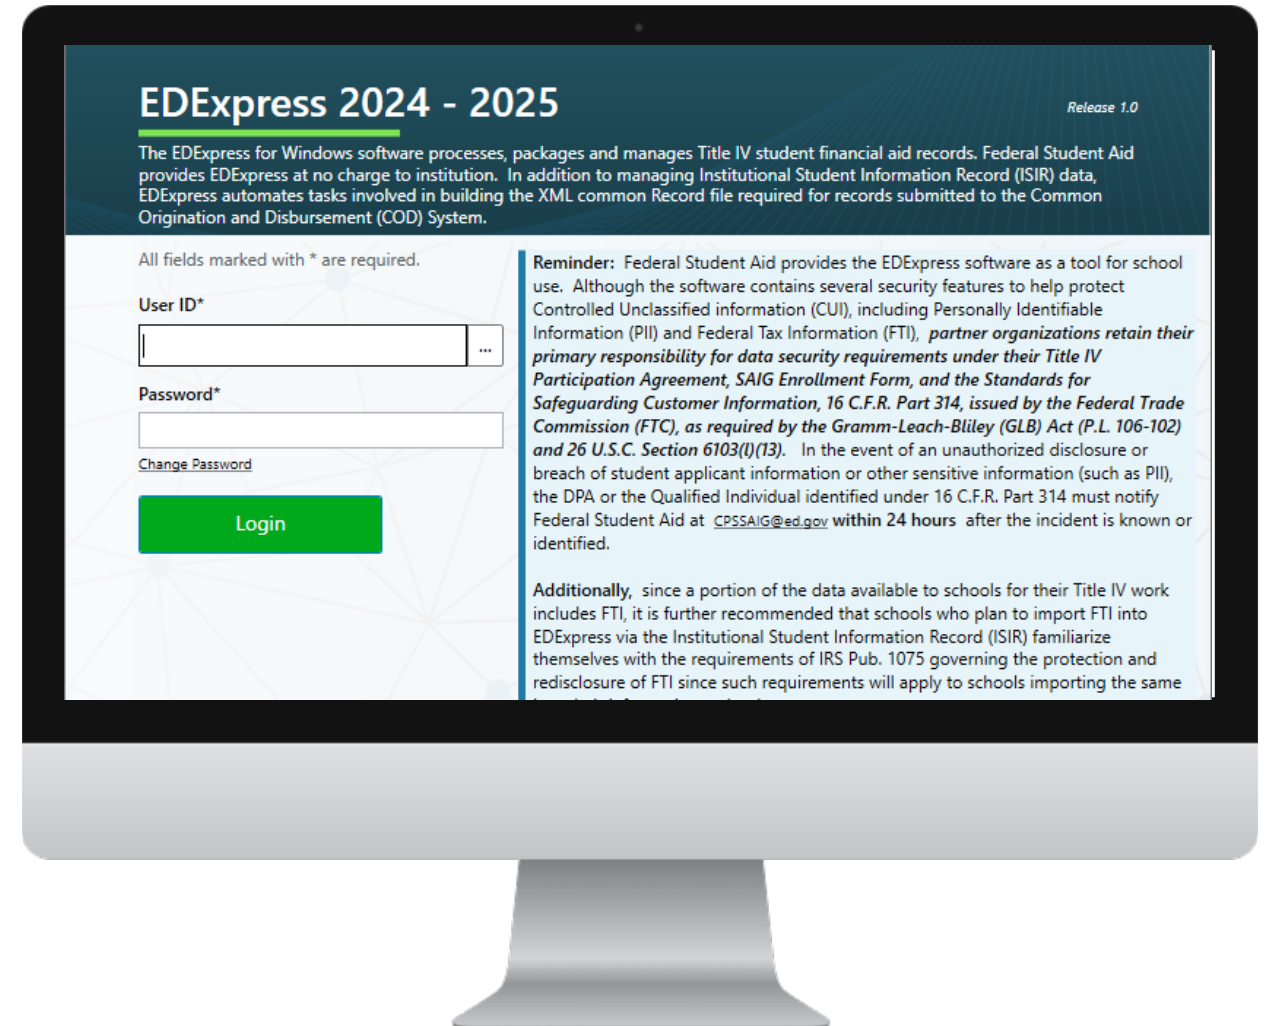 EDExpress 2024 - 2025
Release 1.0
The EDExpress for Windows software processes, packages and manages Title IV student financial aid records. Federal Student Aid
provides EDExpress at no charge to institution.  In addition to managing Institutional Student Information Record (ISIR) data,
EDExpress automates tasks involved in building the XML common Record file required for records submitted to the Common
Origination and Disbursement (COD) System.
All fields marked with * are required.
User ID*
...
Password*
Change Password
Login
Reminder:  Federal Student Aid provides the EDExpress software as a tool for school
use.  Although the software contains several security features to help protect
Controlled Unclassified information (CUI), including Personally Identifiable
Information (PII) and Federal Tax Information (FTI),  partner organizations retain their
primary responsibility for data security requirements under their Title IV
Participation Agreement, SAIG Enrollment Form, and the Standards for
Safeguarding Customer Information, 16 C.F.R. Part 314, issued by the Federal Trade
Commission (FTC), as required by the Gramm-Leach-Bliley (GLB) Act (P.L. 106-102)
and 26 U.S.C. Section 6103(l)(13).   In the event of an unauthorized disclosure or
breach of student applicant information or other sensitive information (such as PII),
the DPA or the Qualified Individual identified under 16 C.F.R. Part 314 must notify
Federal Student Aid at  CPSSAIG@ed.gov within 24 hours  after the incident is known or
identified.
Additionally,  since a portion of the data available to schools for their Title IV work
includes FTI, it is further recommended that schools who plan to import FTI into
EDExpress via the Institutional Student Information Record (ISIR) familiarize
themselves with the requirements of IRS Pub. 1075 governing the protection and
redisclosure of FTI since such requirements will apply to schools importing the same